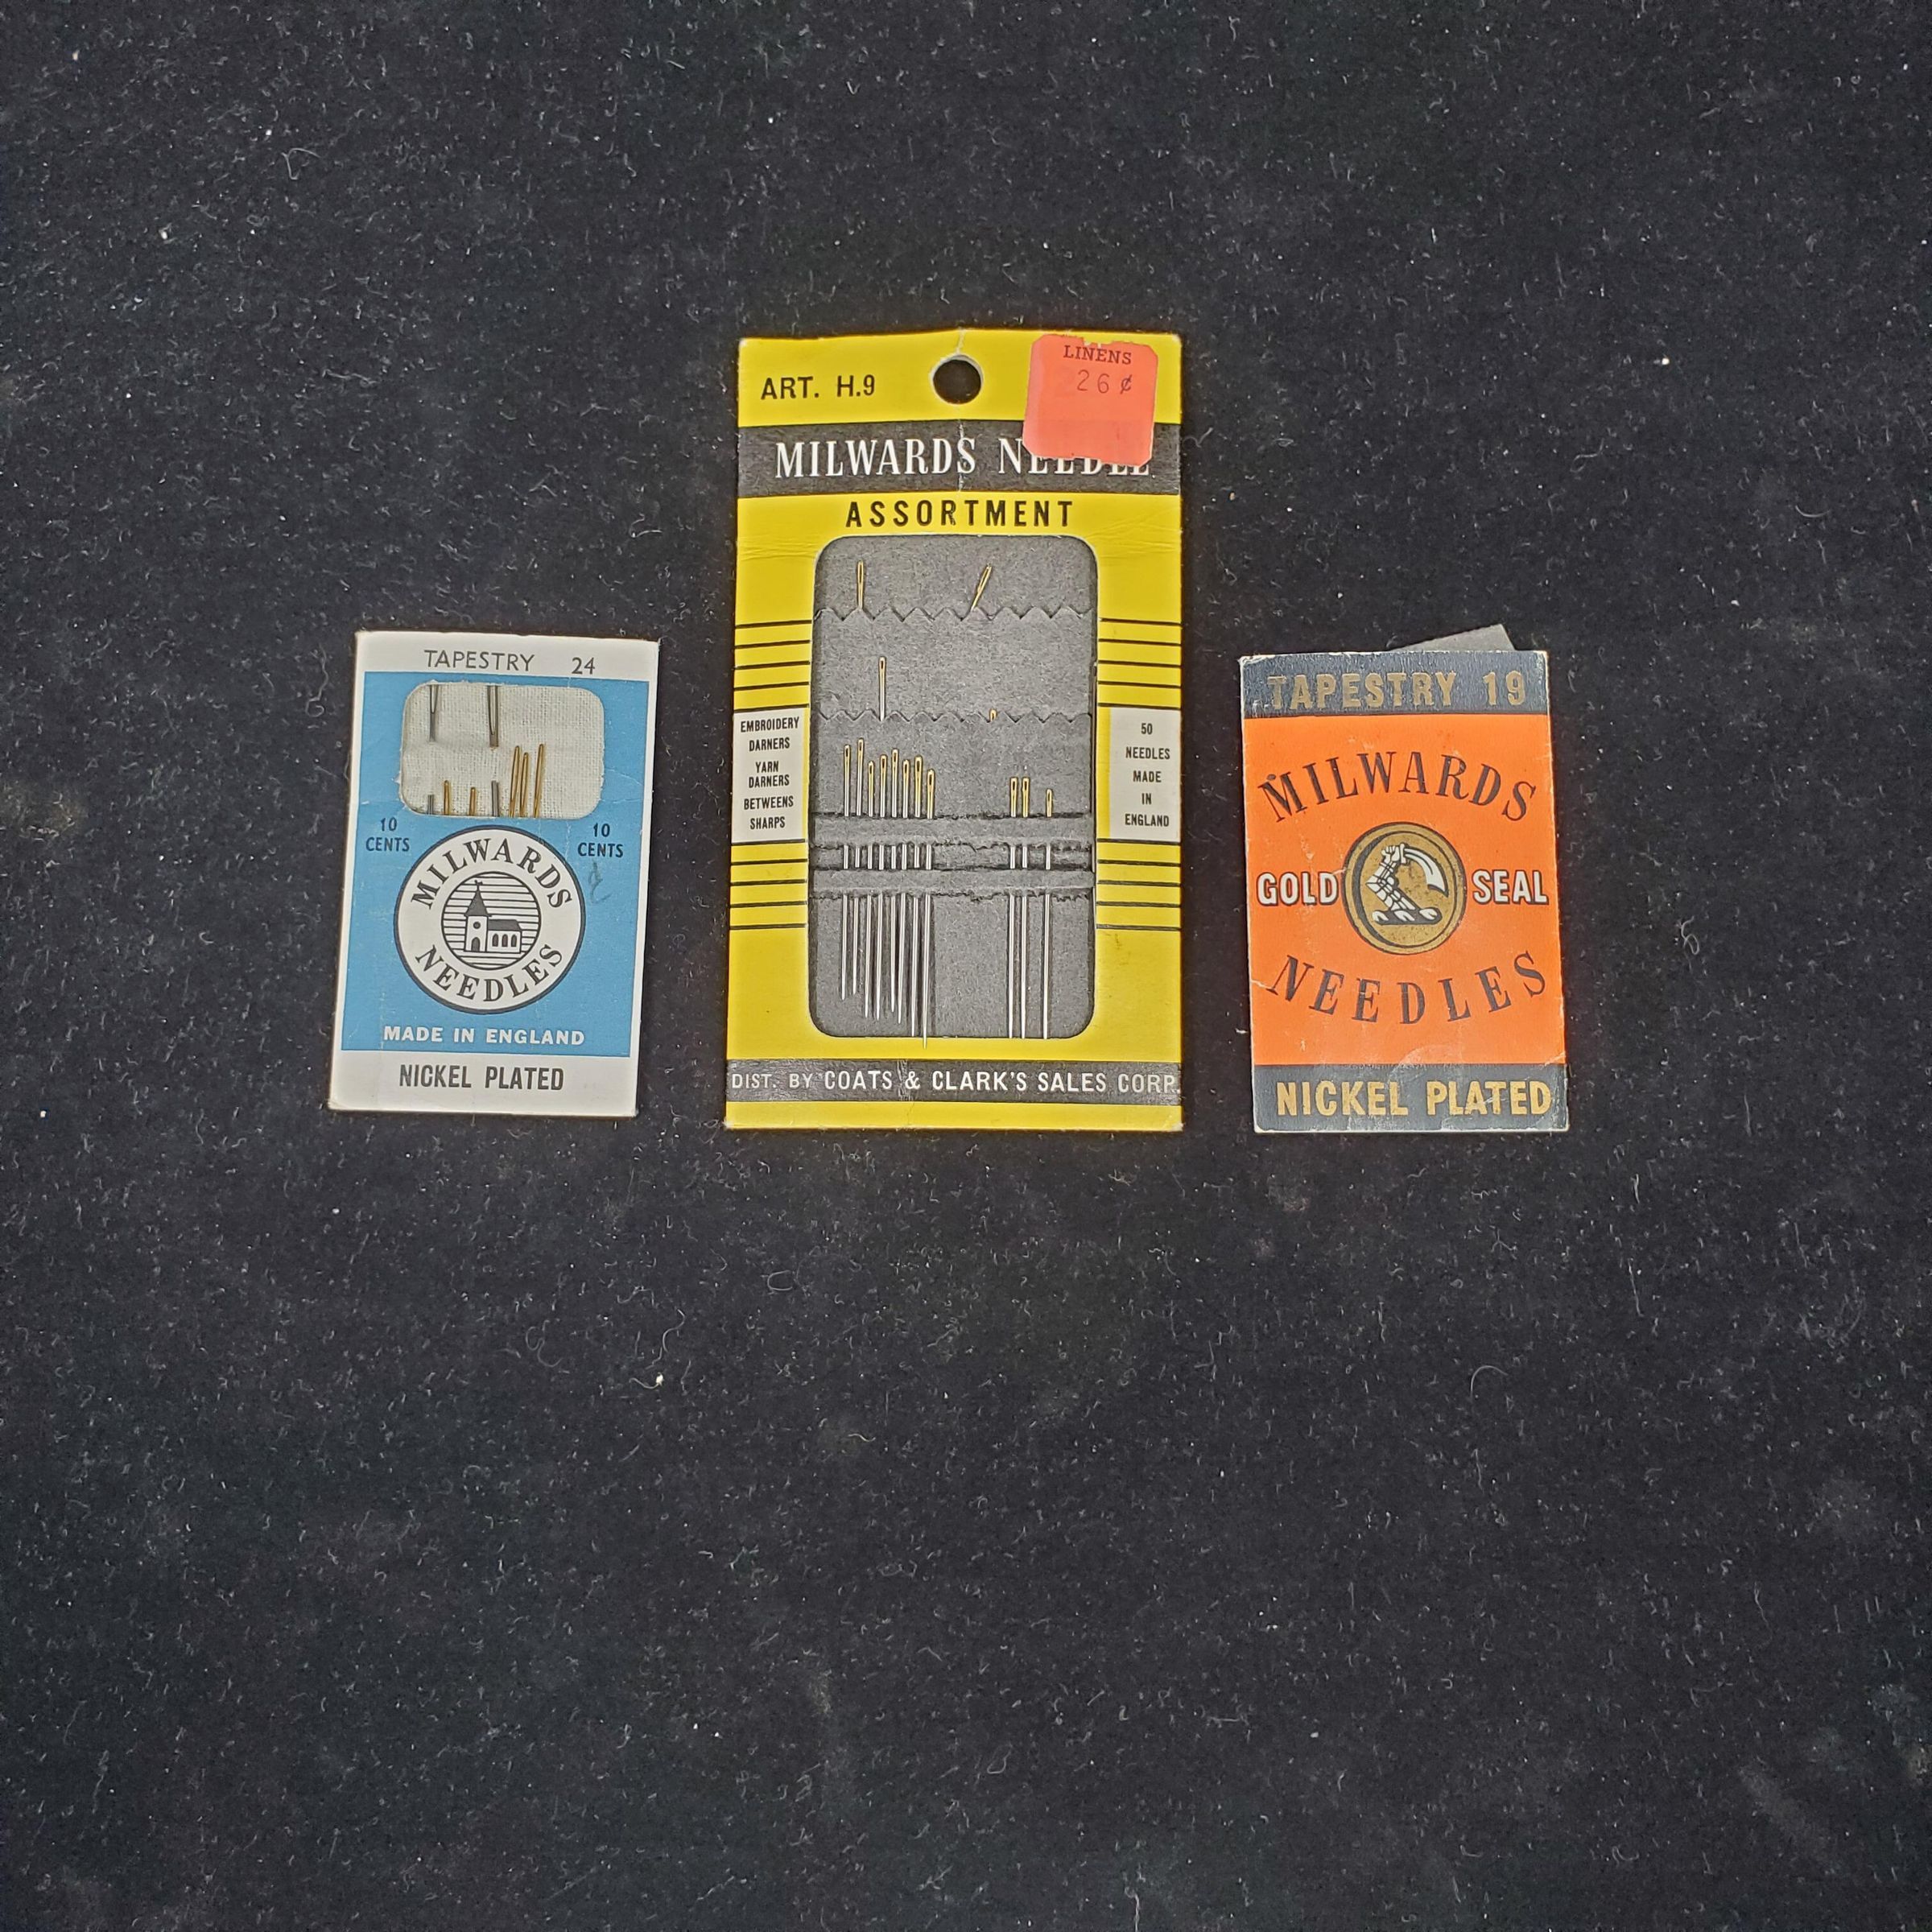 TAPESTRY 24
10
CENTS
10
CENTS
MILWARDS
NEEDLES
MADE IN ENGLAND
NICKEL PLATED
ART. H.9
LINENS
26¢
MILWARDS NEEDLE
ASSORTMENT
EMBROIDERY
DARNERS
YARN
DARNERS
BETWEENS
SHARPS
50
NEEDLES
MADE
IN
ENGLAND
DIST. BY COATS & CLARK'S SALES CORP.
TAPESTRY 19
MILWARDS
GOLD SEAL
NEEDLES
NICKEL PLATED